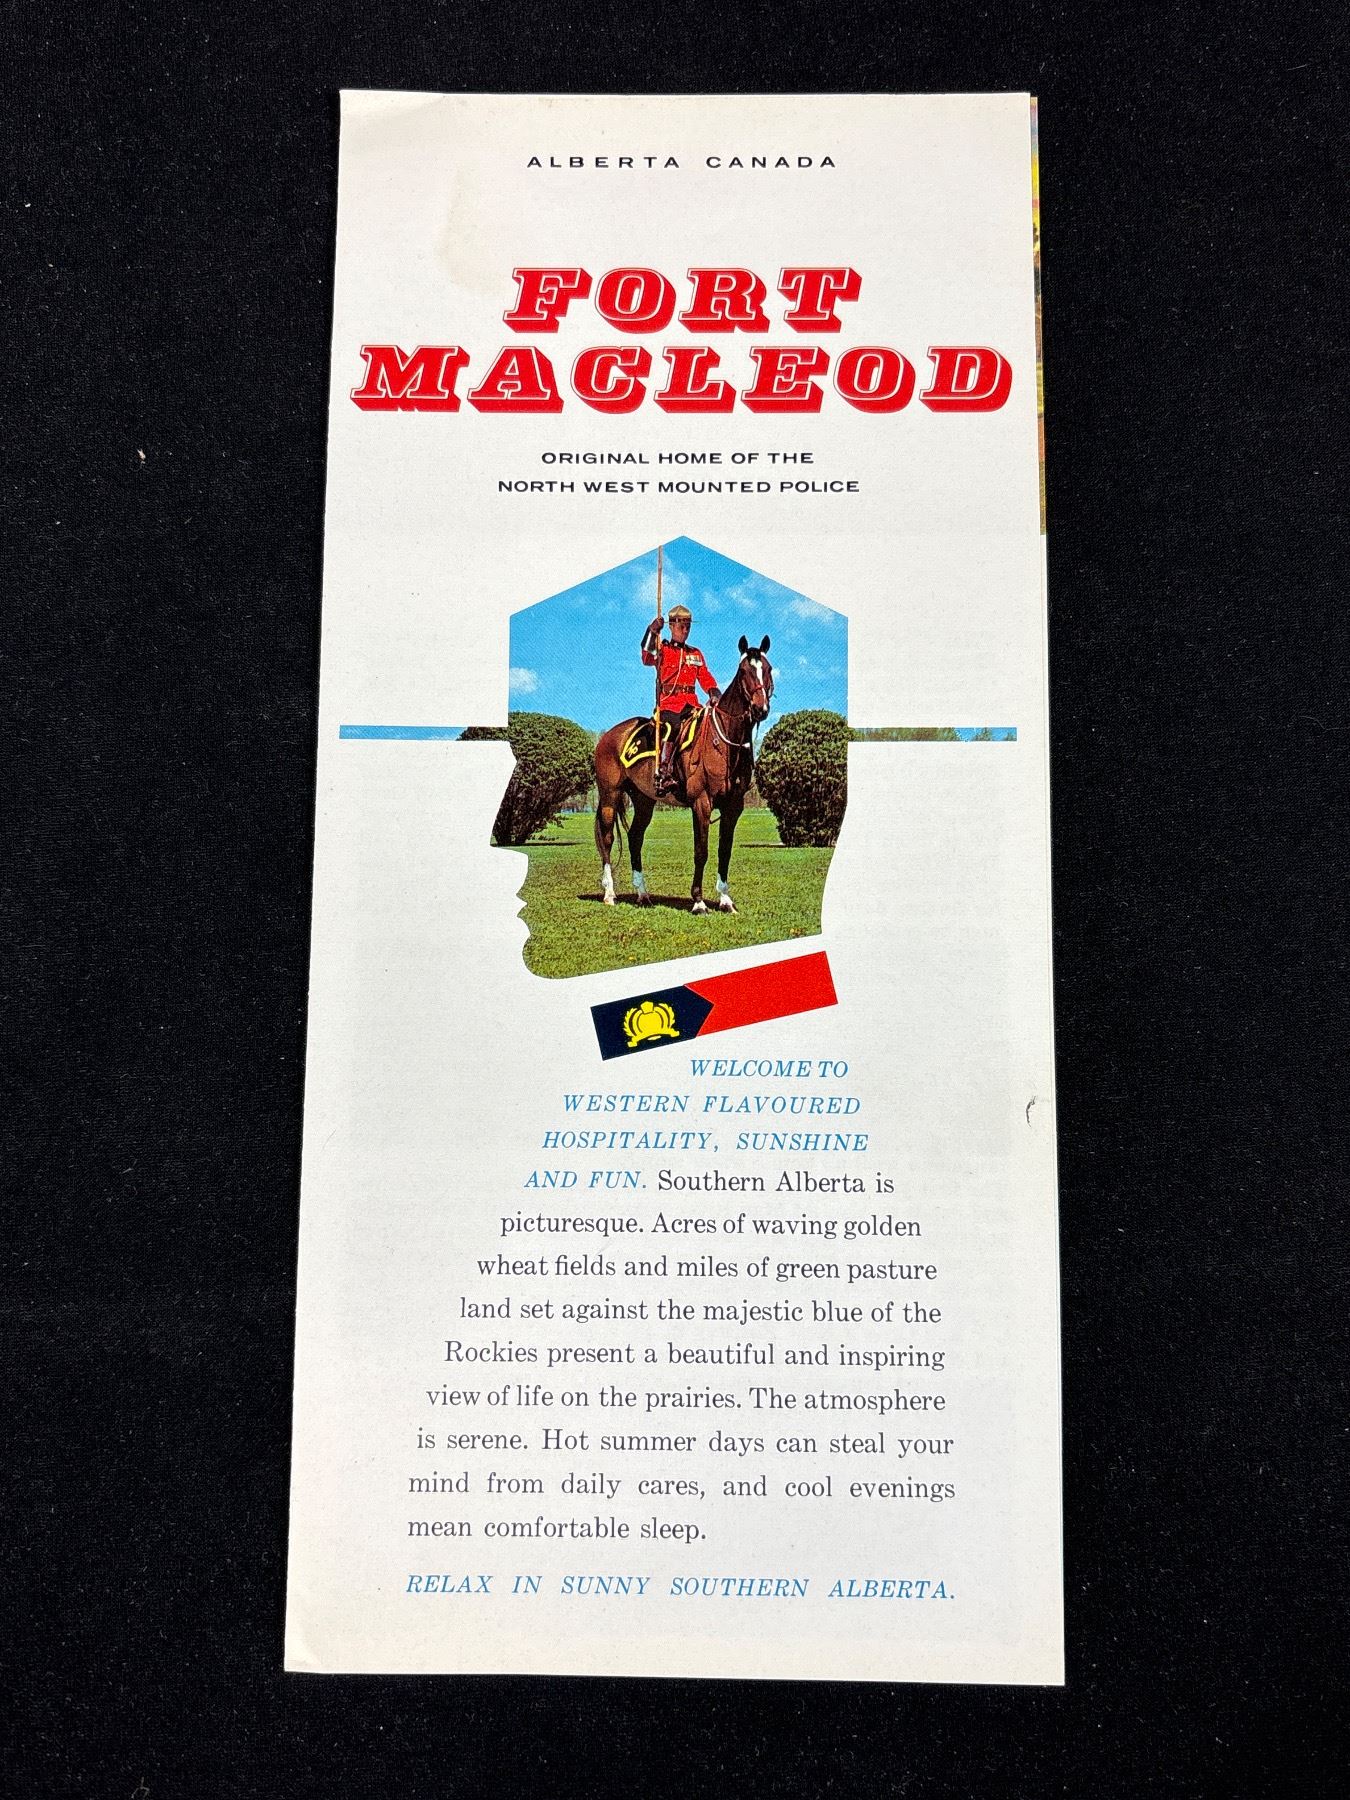 ALBERTA CANADA
FORT
MACLEOD
ORIGINAL HOME OF THE
NORTH WEST MOUNTED POLICE
WELCOME TO
WESTERN FLAVOURED
HOSPITALITY, SUNSHINE
AND FUN. Southern Alberta is
picturesque. Acres of waving golden
wheat fields and miles of green pasture
land set against the majestic blue of the
Rockies present a beautiful and inspiring
view of life on the prairies. The atmosphere
is serene. Hot summer days can steal your
mind from daily cares, and cool evenings
mean comfortable sleep.
RELAX IN SUNNY SOUTHERN ALBERTA.